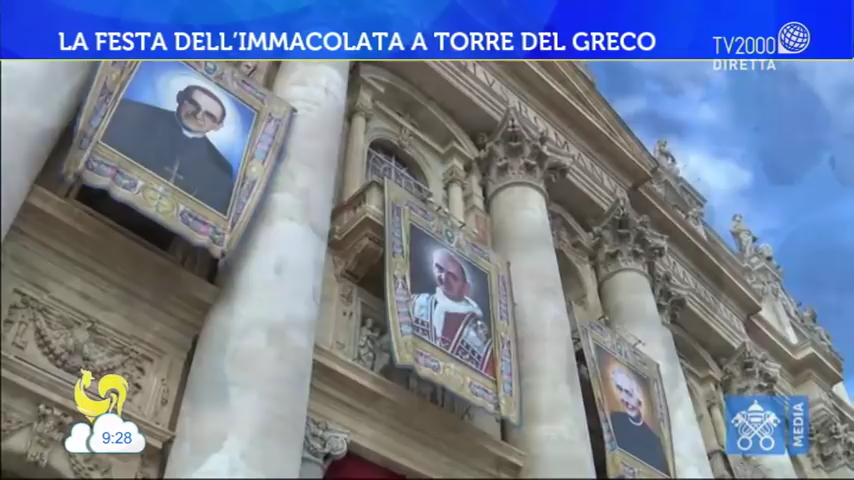 LA FESTA DELL'IMMACOLATA A TORRE DEL GRECO
TV2000
DIRETTA
9:28
MEDIA